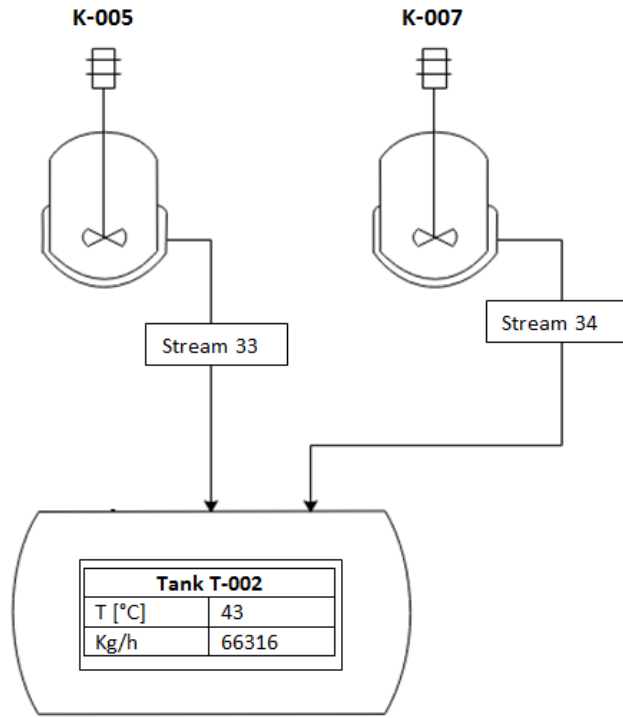 K-005
K-007
Stream 33
Stream 34
Tank T-002
T [°C] 43
Kg/h 66316